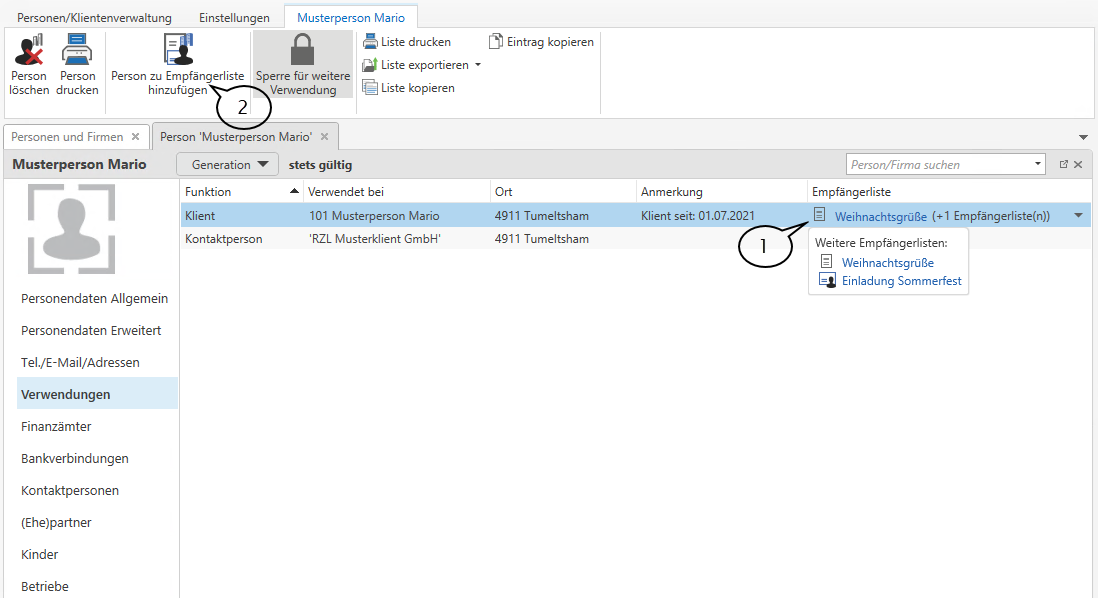 Personen/Klientenverwaltung Einstellungen Musterperson Mario
Person löschen
Person drucken
Person zu Empfängerliste hinzufügen
Sperre für weitere Verwendung
Liste drucken
Liste exportieren
Liste kopieren
Eintrag kopieren
2
Personen und Firmen Person 'Musterperson Mario'
Musterperson Mario Generation stets gültig Person/Firma suchen
Funktion Verwendet bei Ort Anmerkung Empfängerliste
Klient 101 Musterperson Mario 4911 Tumeltsham Klient seit: 01.07.2021 Weihnachtsgrüße (+1 Empfängerliste(n))
Kontaktperson 'RZL Musterklient GmbH' 4911 Tumeltsham
1
Weitere Empfängerlisten:
Weihnachtsgrüße
Einladung Sommerfest
Personendaten Allgemein
Personendaten Erweitert
Tel./E-Mail/Adressen
Verwendungen
Finanzämter
Bankverbindungen
Kontaktpersonen
(Ehe)partner
Kinder
Betriebe